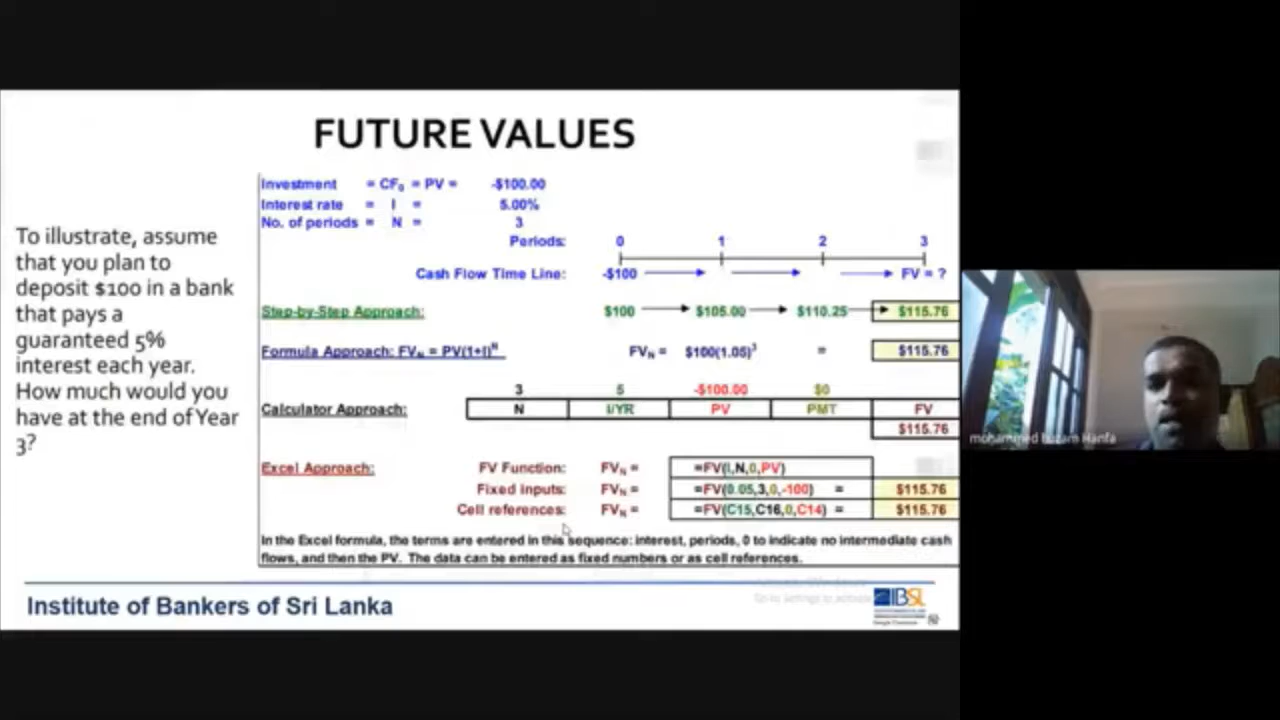 FUTURE VALUES
To illustrate, assume
that you plan to
deposit $100 in a bank
that pays a
guaranteed 5%
interest each year.
How much would you
have at the end of Year
3?
Investment = CF₀ = PV = -$100.00
Interest rate = I = 5.00%
No. of periods = N = 3
Periods: 0 1 2 3
Cash Flow Time Line: -$100 FV = ?
Step-by-Step Approach: $100 $105.00 $110.25 $115.76
Formula Approach: FVN = PV(1+I)ᴺ FVN = $100(1.05)³ = $115.76
3 5 -$100.00 $0
Calculator Approach: N I/YR PV PMT FV
$115.76
Excel Approach: FV Function: FVN = =FV(I,N,0,PV)
Fixed inputs: FVN = =FV(0.05,3,0,-100) = $115.76
Cell references: FVN = =FV(C15,C16,0,C14) = $115.76
In the Excel formula, the terms are entered in this sequence: interest, periods, 0 to indicate no intermediate cash
flows, and then the PV. The data can be entered as fixed numbers or as cell references.
Institute of Bankers of Sri Lanka
IBSL
mohammed Hanfa